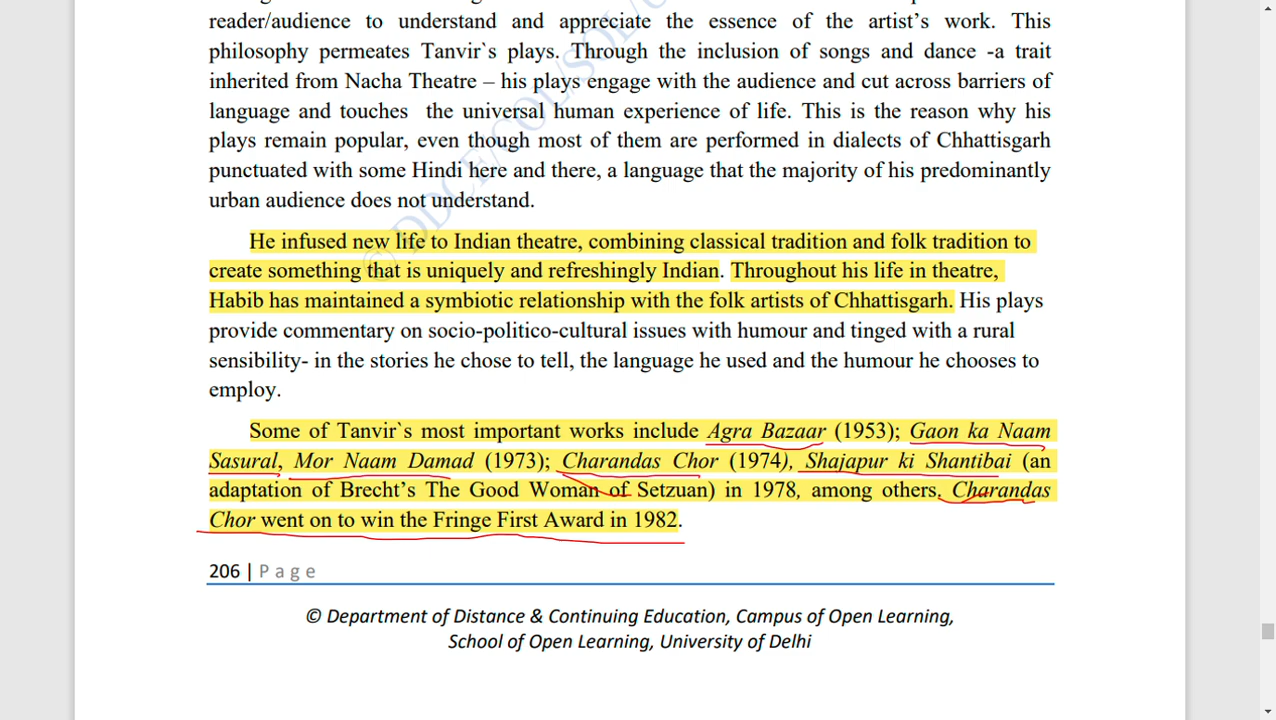 reader/audience to understand and appreciate the essence of the artist’s work. This
philosophy permeates Tanvir`s plays. Through the inclusion of songs and dance -a trait
inherited from Nacha Theatre – his plays engage with the audience and cut across barriers of
language and touches the universal human experience of life. This is the reason why his
plays remain popular, even though most of them are performed in dialects of Chhattisgarh
punctuated with some Hindi here and there, a language that the majority of his predominantly
urban audience does not understand.
He infused new life to Indian theatre, combining classical tradition and folk tradition to
create something that is uniquely and refreshingly Indian. Throughout his life in theatre,
Habib has maintained a symbiotic relationship with the folk artists of Chhattisgarh. His plays
provide commentary on socio-politico-cultural issues with humour and tinged with a rural
sensibility- in the stories he chose to tell, the language he used and the humour he chooses to
employ.
Some of Tanvir`s most important works include Agra Bazaar (1953); Gaon ka Naam
Sasural, Mor Naam Damad (1973); Charandas Chor (1974), Shajapur ki Shantibai (an
adaptation of Brecht’s The Good Woman of Setzuan) in 1978, among others. Charandas
Chor went on to win the Fringe First Award in 1982.
206 | P a g e
© Department of Distance & Continuing Education, Campus of Open Learning,
School of Open Learning, University of Delhi
© DDCE/COL/SOL/